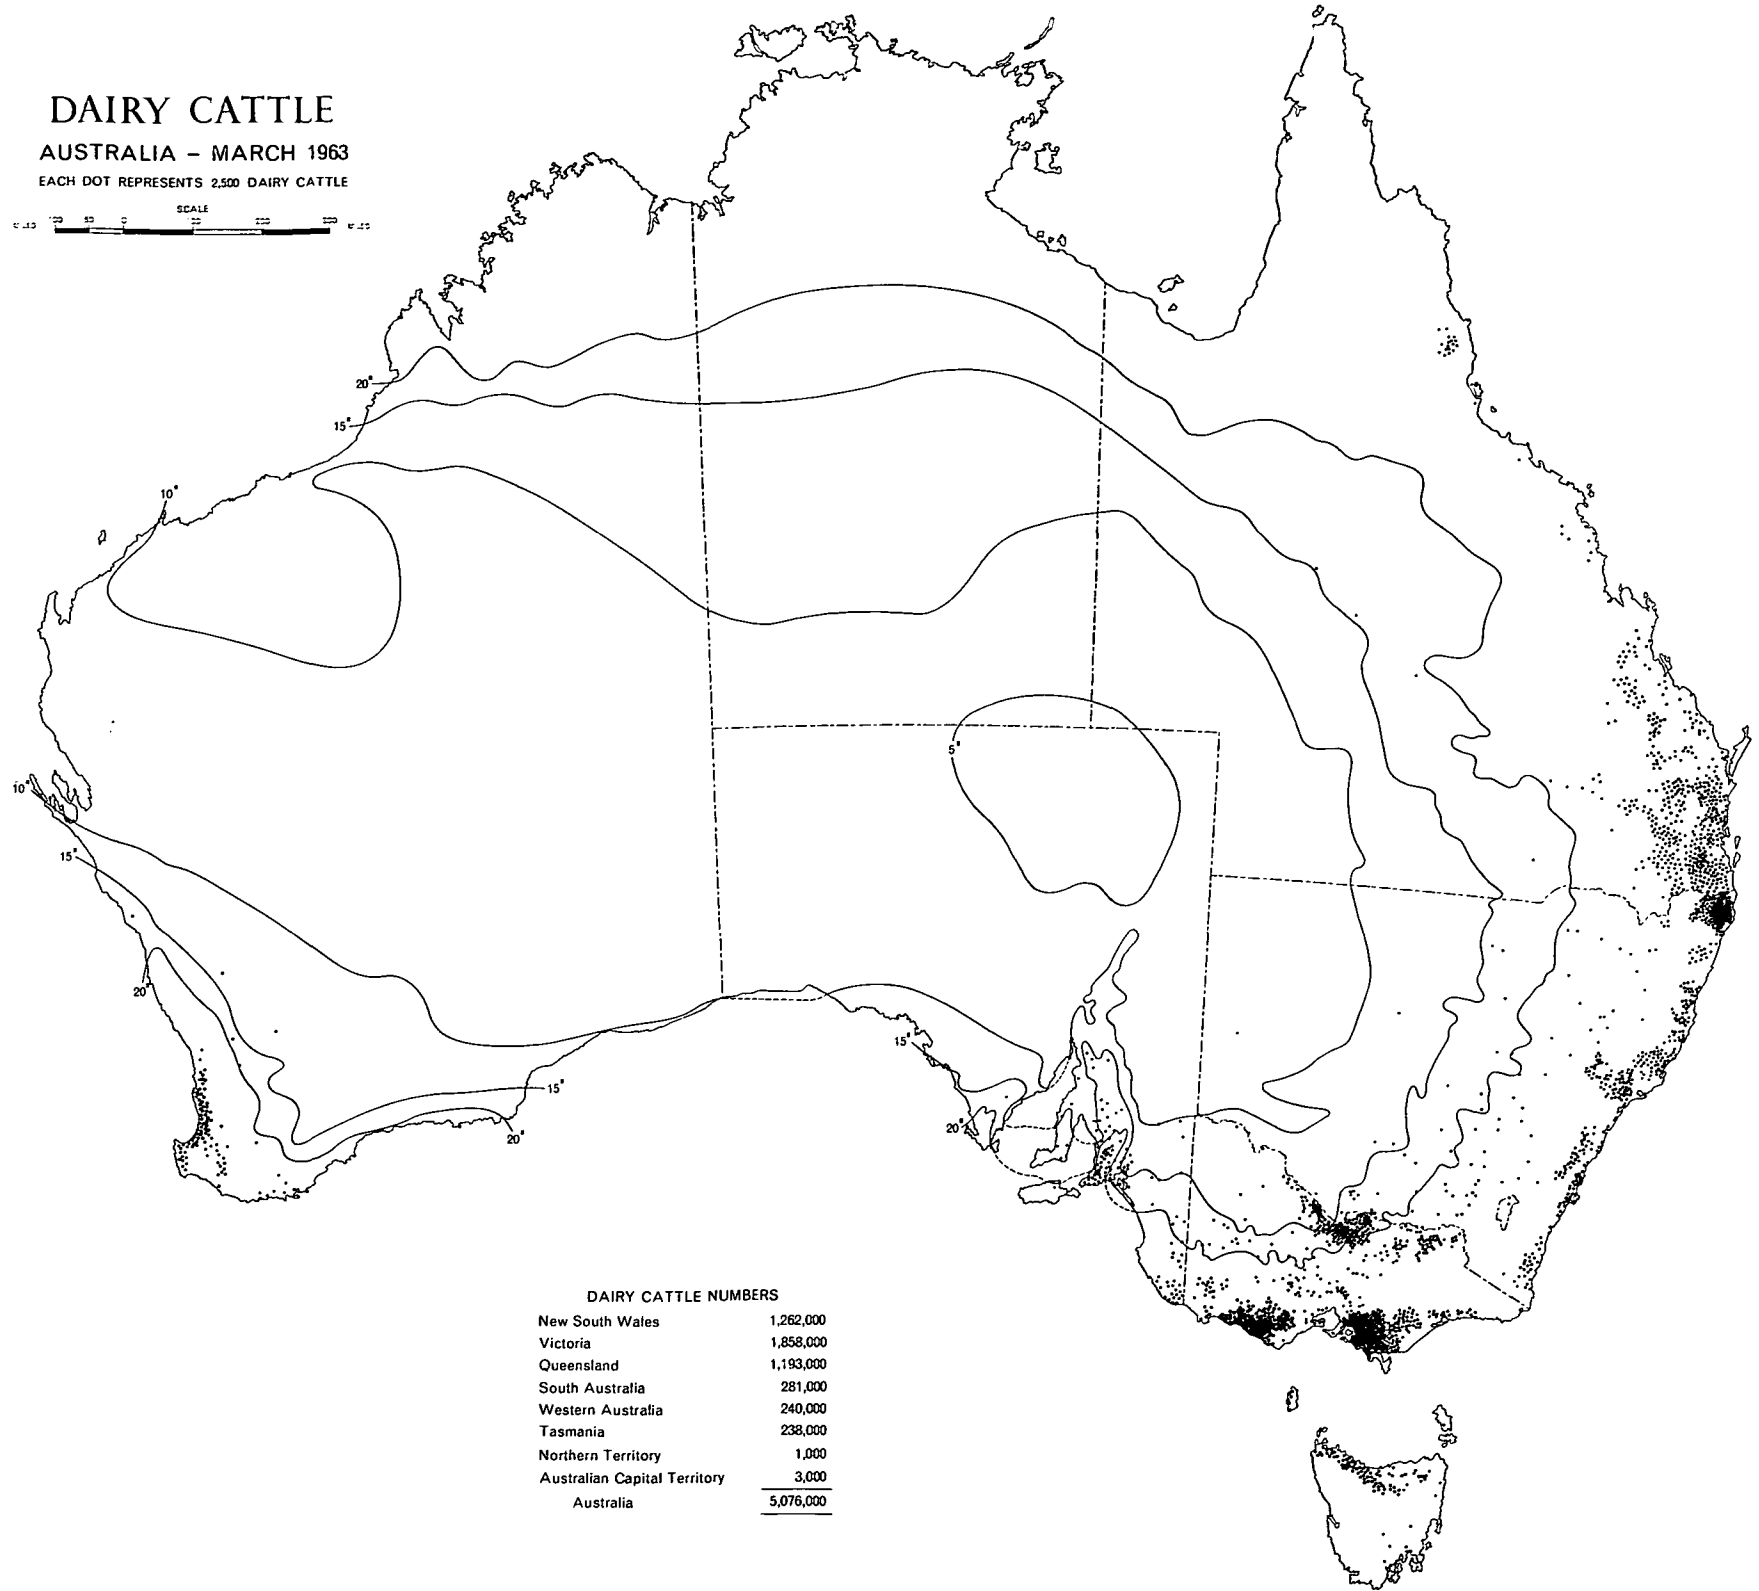 DAIRY CATTLE
AUSTRALIA – MARCH 1963
EACH DOT REPRESENTS 2,500 DAIRY CATTLE
SCALE
20"
15"
10"
5"
10"
15"
20"
15"
15"
20"
20"
DAIRY CATTLE NUMBERS
New South Wales 1,262,000
Victoria 1,858,000
Queensland 1,193,000
South Australia 281,000
Western Australia 240,000
Tasmania 238,000
Northern Territory 1,000
Australian Capital Territory 3,000
Australia 5,076,000